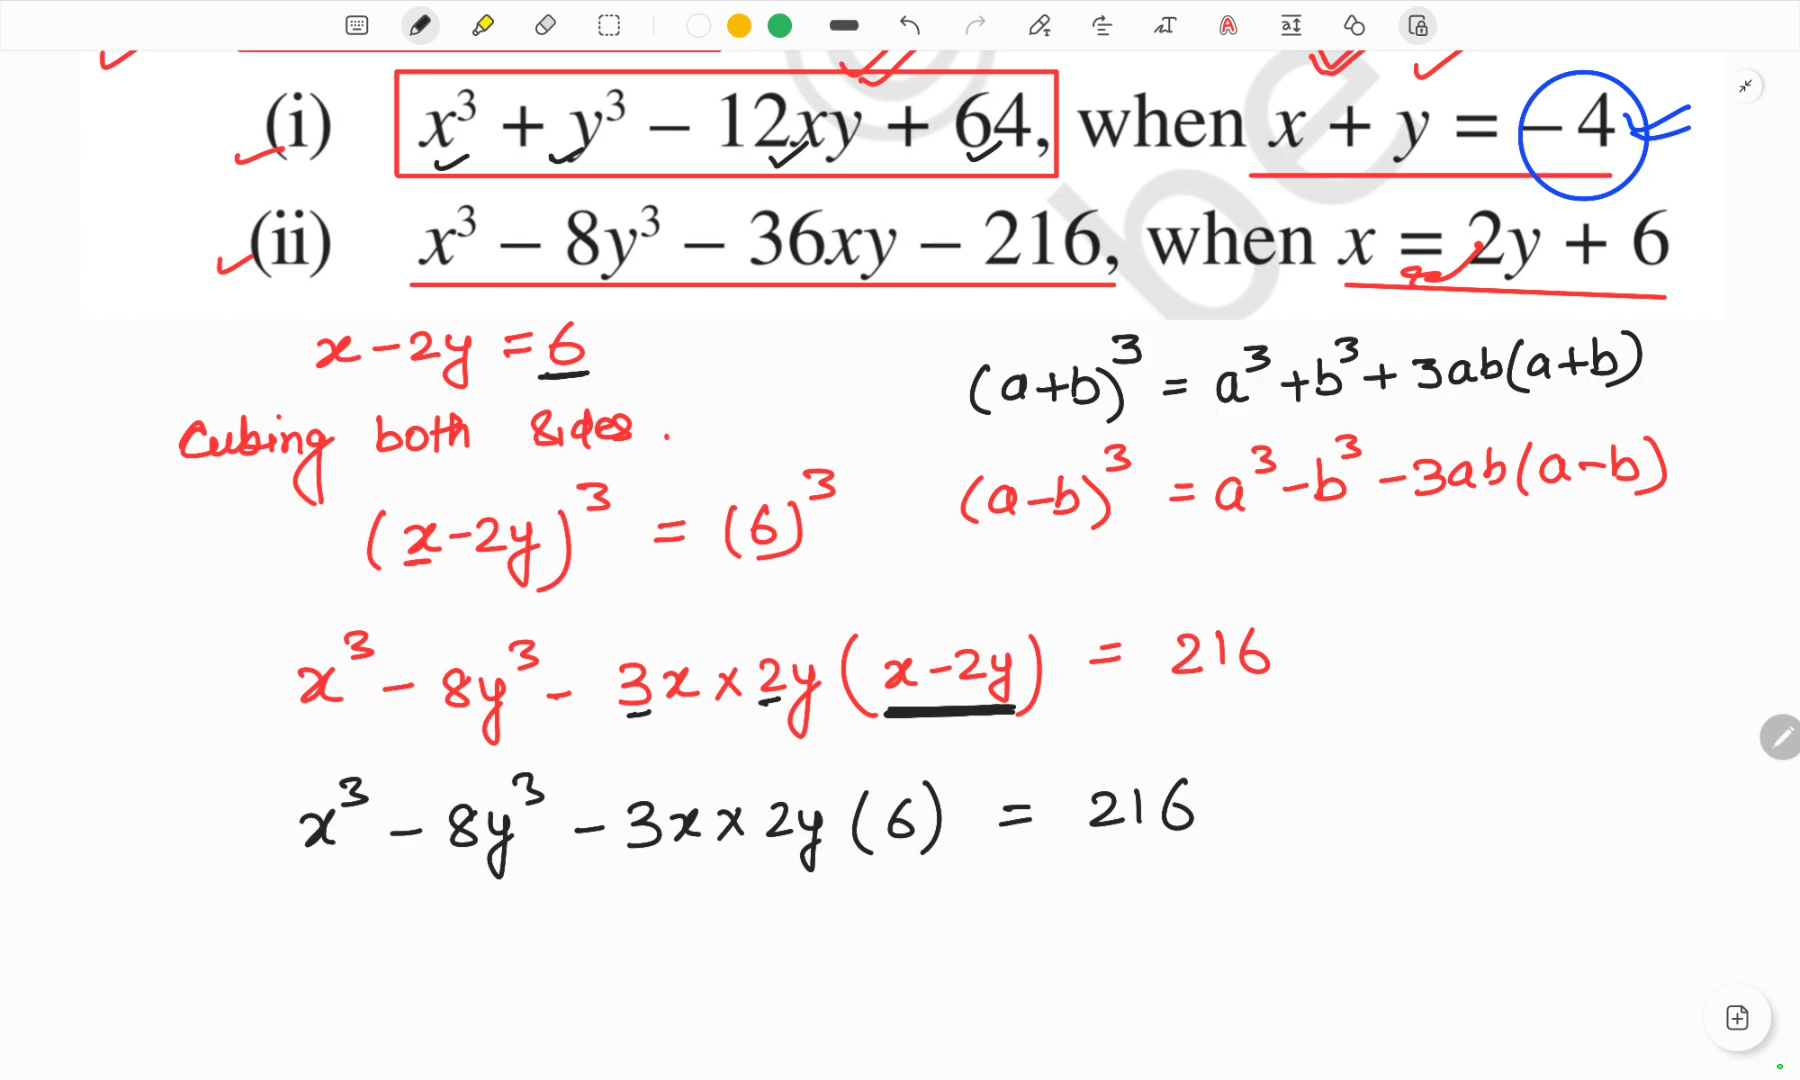 (i) x³ + y³ – 12xy + 64, when x + y = – 4
(ii) x³ – 8y³ – 36xy – 216, when x = 2y + 6
x - 2y = 6
(a+b)³ = a³ + b³ + 3ab(a+b)
Cubing both sides.
(a-b)³ = a³ - b³ - 3ab(a-b)
(x-2y)³ = (6)³
x³ - 8y³ - 3x × 2y (x-2y) = 216
x³ - 8y³ - 3x × 2y (6) = 216